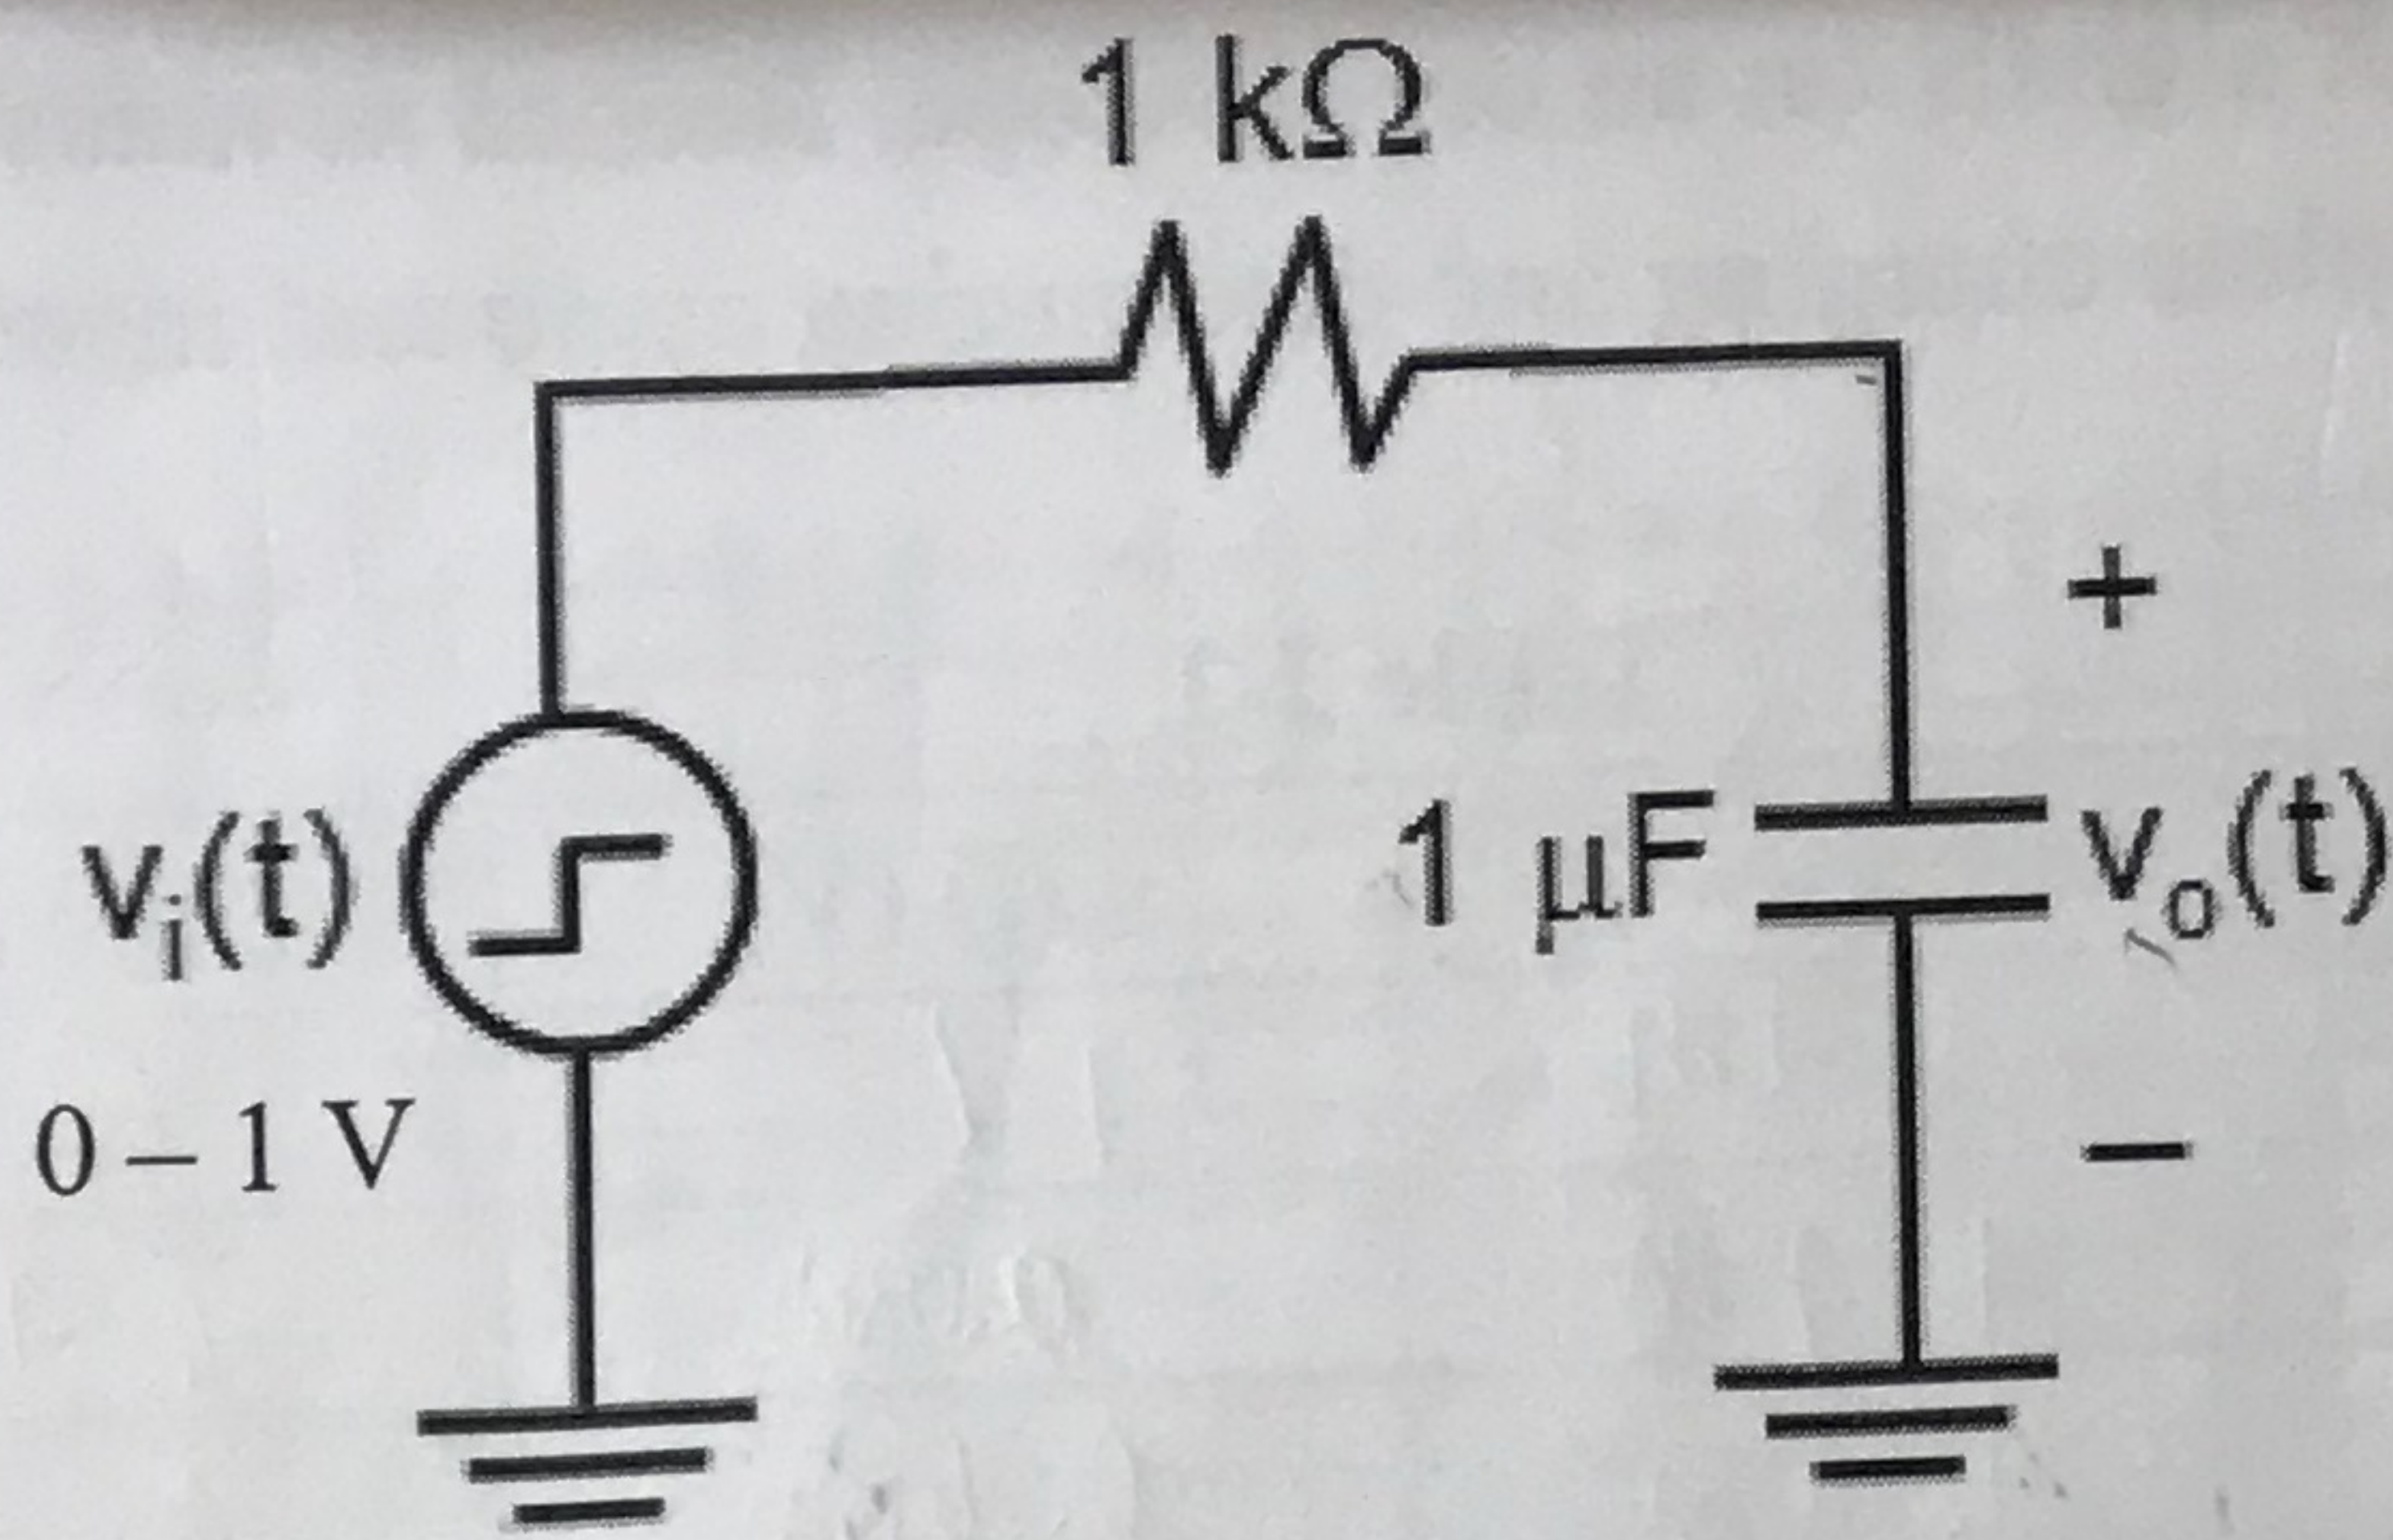 1 kΩ
+
vi(t)
1 μF
vo(t)
0 – 1 V
–